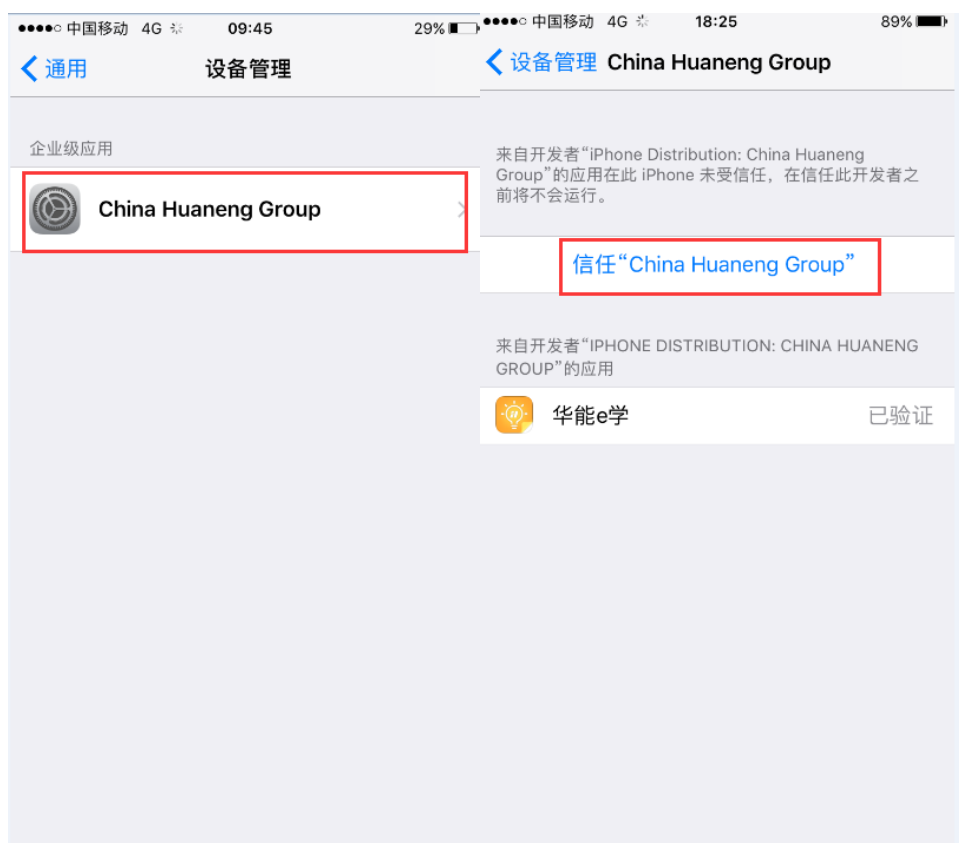 中国移动 4G 09:45 29%
通用 设备管理
企业级应用
China Huaneng Group
中国移动 4G 18:25 89%
设备管理 China Huaneng Group
来自开发者“iPhone Distribution: China Huaneng
Group”的应用在此 iPhone 未受信任，在信任此开发者之
前将不会运行。
信任“China Huaneng Group”
来自开发者“IPHONE DISTRIBUTION: CHINA HUANENG
GROUP”的应用
华能e学 已验证